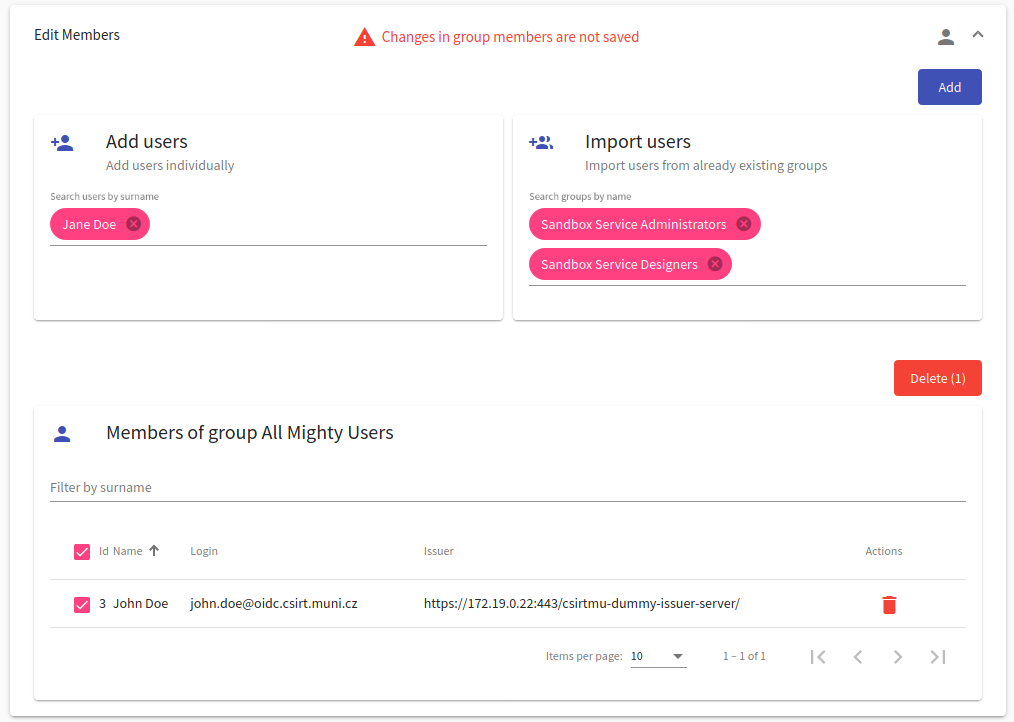 Edit Members
Changes in group members are not saved
Add
Add users
Add users individually
Search users by surname
Jane Doe
Import users
Import users from already existing groups
Search groups by name
Sandbox Service Administrators
Sandbox Service Designers
Delete (1)
Members of group All Mighty Users
Filter by surname
Id Name Login Issuer Actions
3 John Doe john.doe@oidc.csirt.muni.cz https://172.19.0.22:443/csirtmu-dummy-issuer-server/
Items per page: 10 1 – 1 of 1